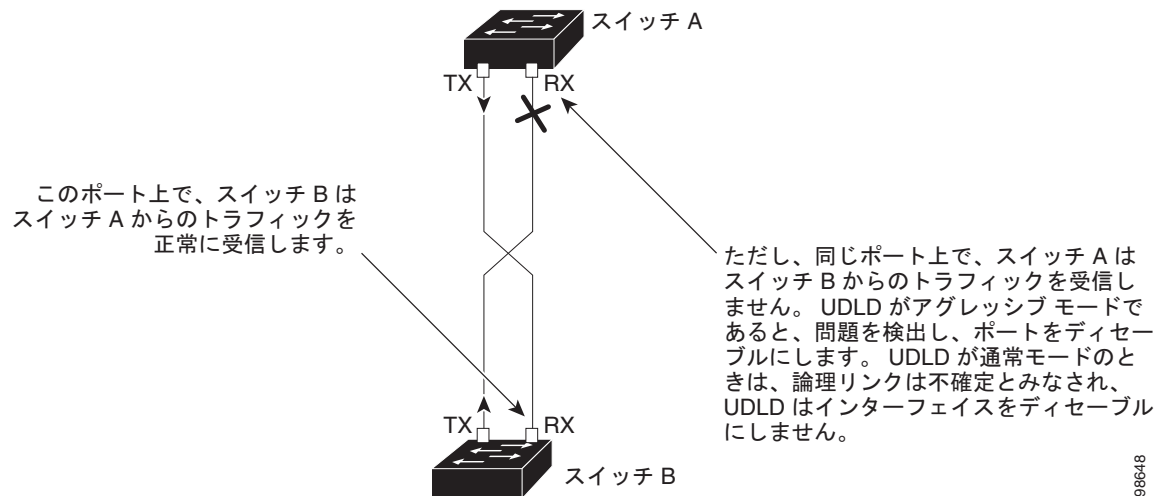 スイッチ A
TX
RX
このポート上で、スイッチ B は
スイッチ A からのトラフィックを
正常に受信します。
ただし、同じポート上で、スイッチ A は
スイッチ B からのトラフィックを受信し
ません。 UDLD がアグレッシブ モードで
あると、問題を検出し、ポートをディセー
ブルにします。 UDLD が通常モードのと
きは、論理リンクは不確定とみなされ、
UDLD はインターフェイスをディセーブル
にしません。
TX
RX
スイッチ B
98648